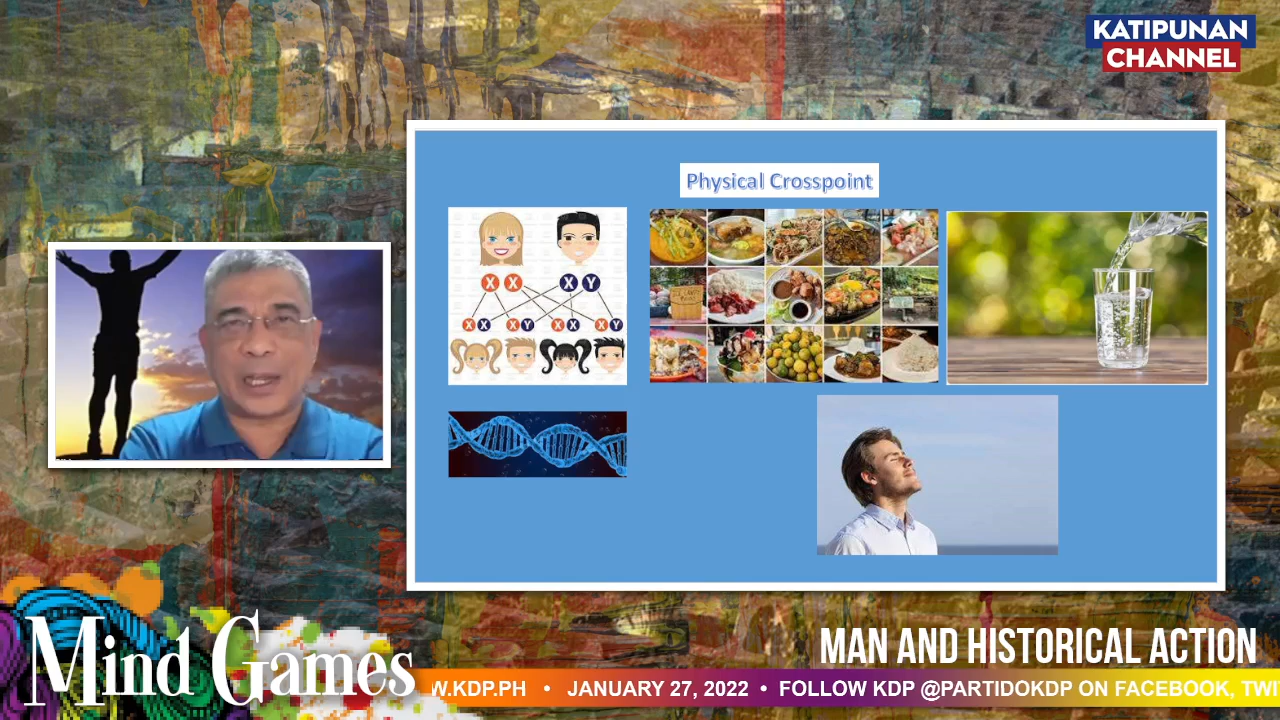 KATIPUNAN
CHANNEL
Physical Crosspoint
X X X Y
X X X Y X X X Y
Mind Games
MAN AND HISTORICAL ACTION
W.KDP.PH • JANUARY 27, 2022 • FOLLOW KDP @PARTIDOKDP ON FACEBOOK, TWI